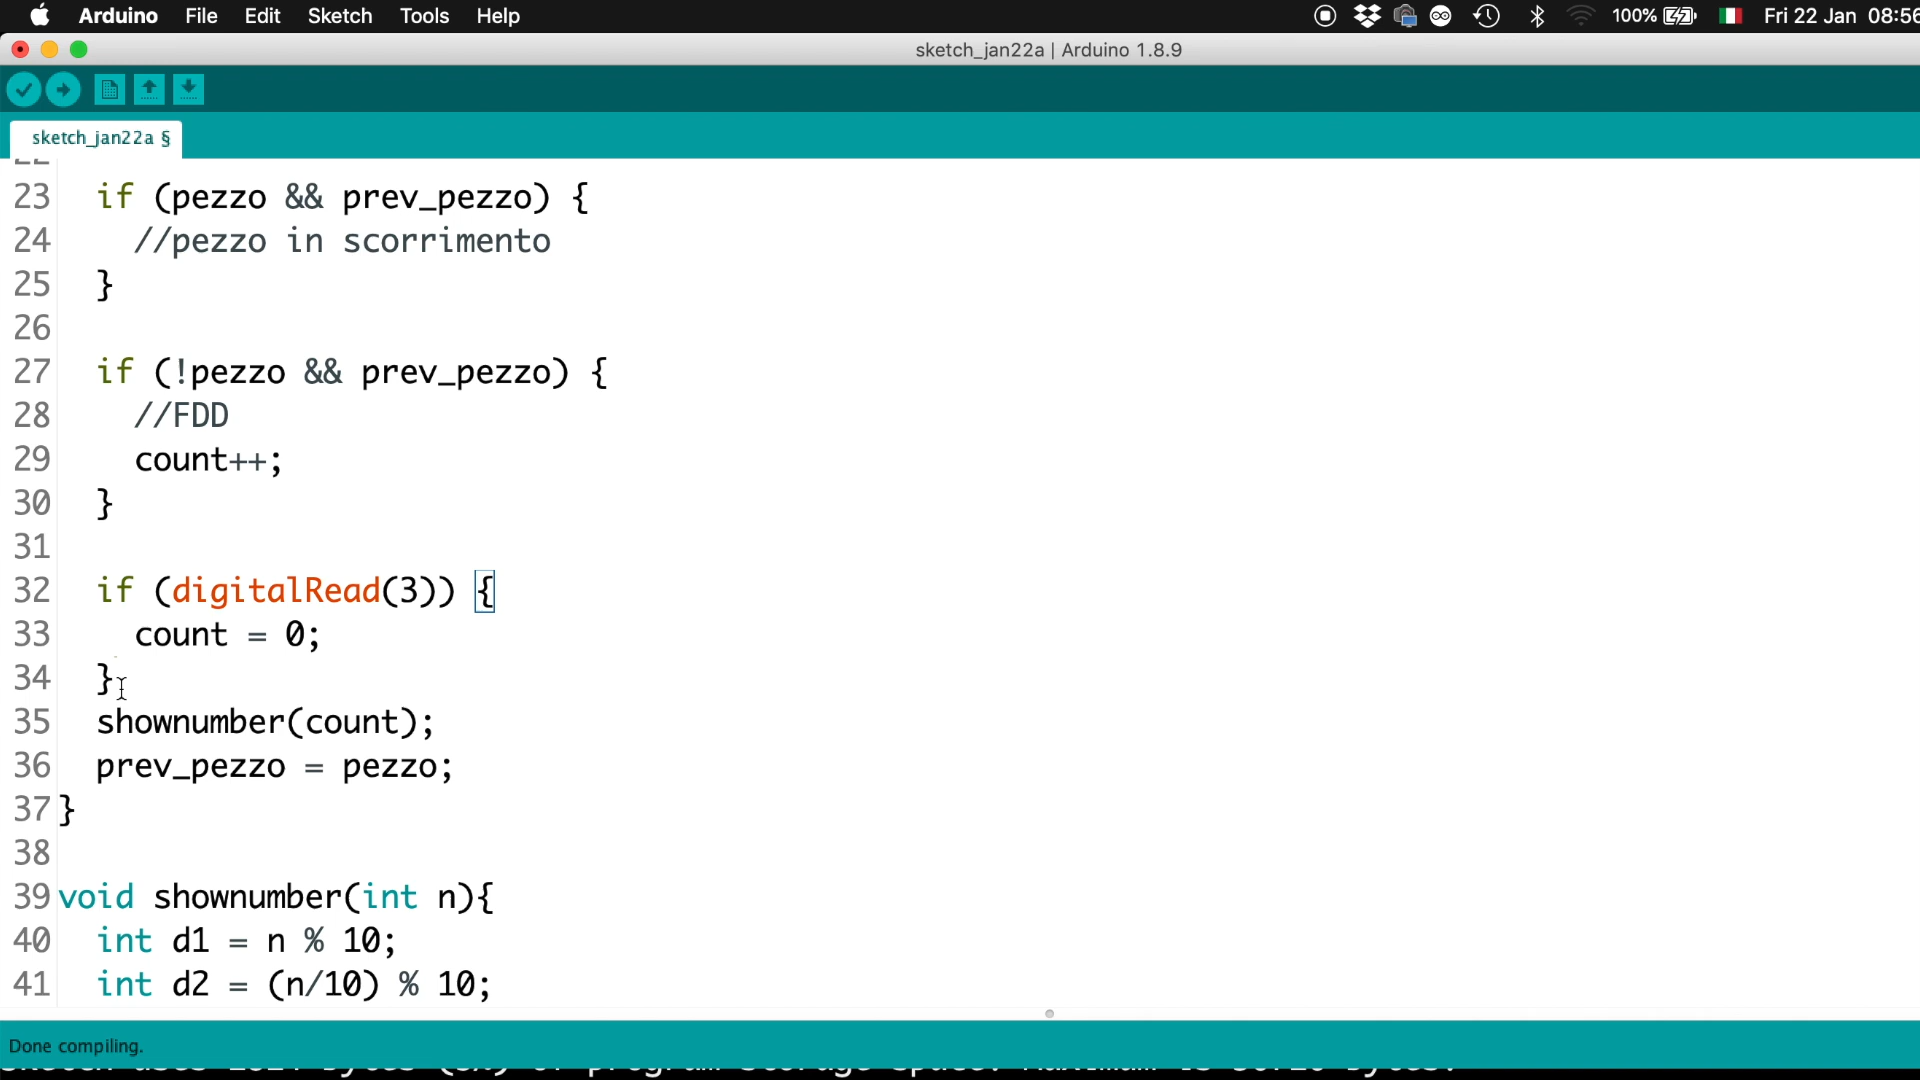 Arduino File Edit Sketch Tools Help 100% Fri 22 Jan 08:56
sketch_jan22a | Arduino 1.8.9
sketch_jan22a §
22
23 if (pezzo && prev_pezzo) {
24 //pezzo in scorrimento
25 }
26
27 if (!pezzo && prev_pezzo) {
28 //FDD
29 count++;
30 }
31
32 if (digitalRead(3)) {
33 count = 0;
34 }
35 shownumber(count);
36 prev_pezzo = pezzo;
37 }
38
39 void shownumber(int n){
40 int d1 = n % 10;
41 int d2 = (n/10) % 10;
Done compiling.